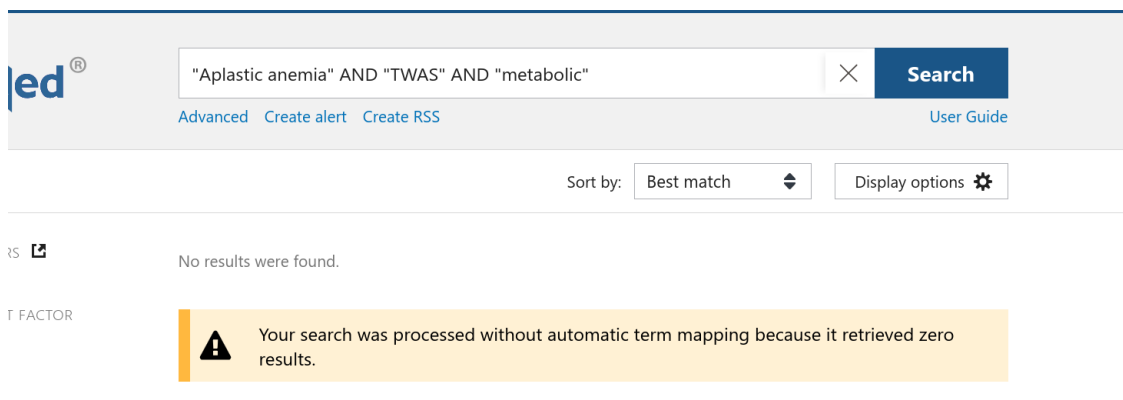 ed®
"Aplastic anemia" AND "TWAS" AND "metabolic"
Search
Advanced Create alert Create RSS
User Guide
Sort by: Best match
Display options
RS
No results were found.
T FACTOR
Your search was processed without automatic term mapping because it retrieved zero
results.